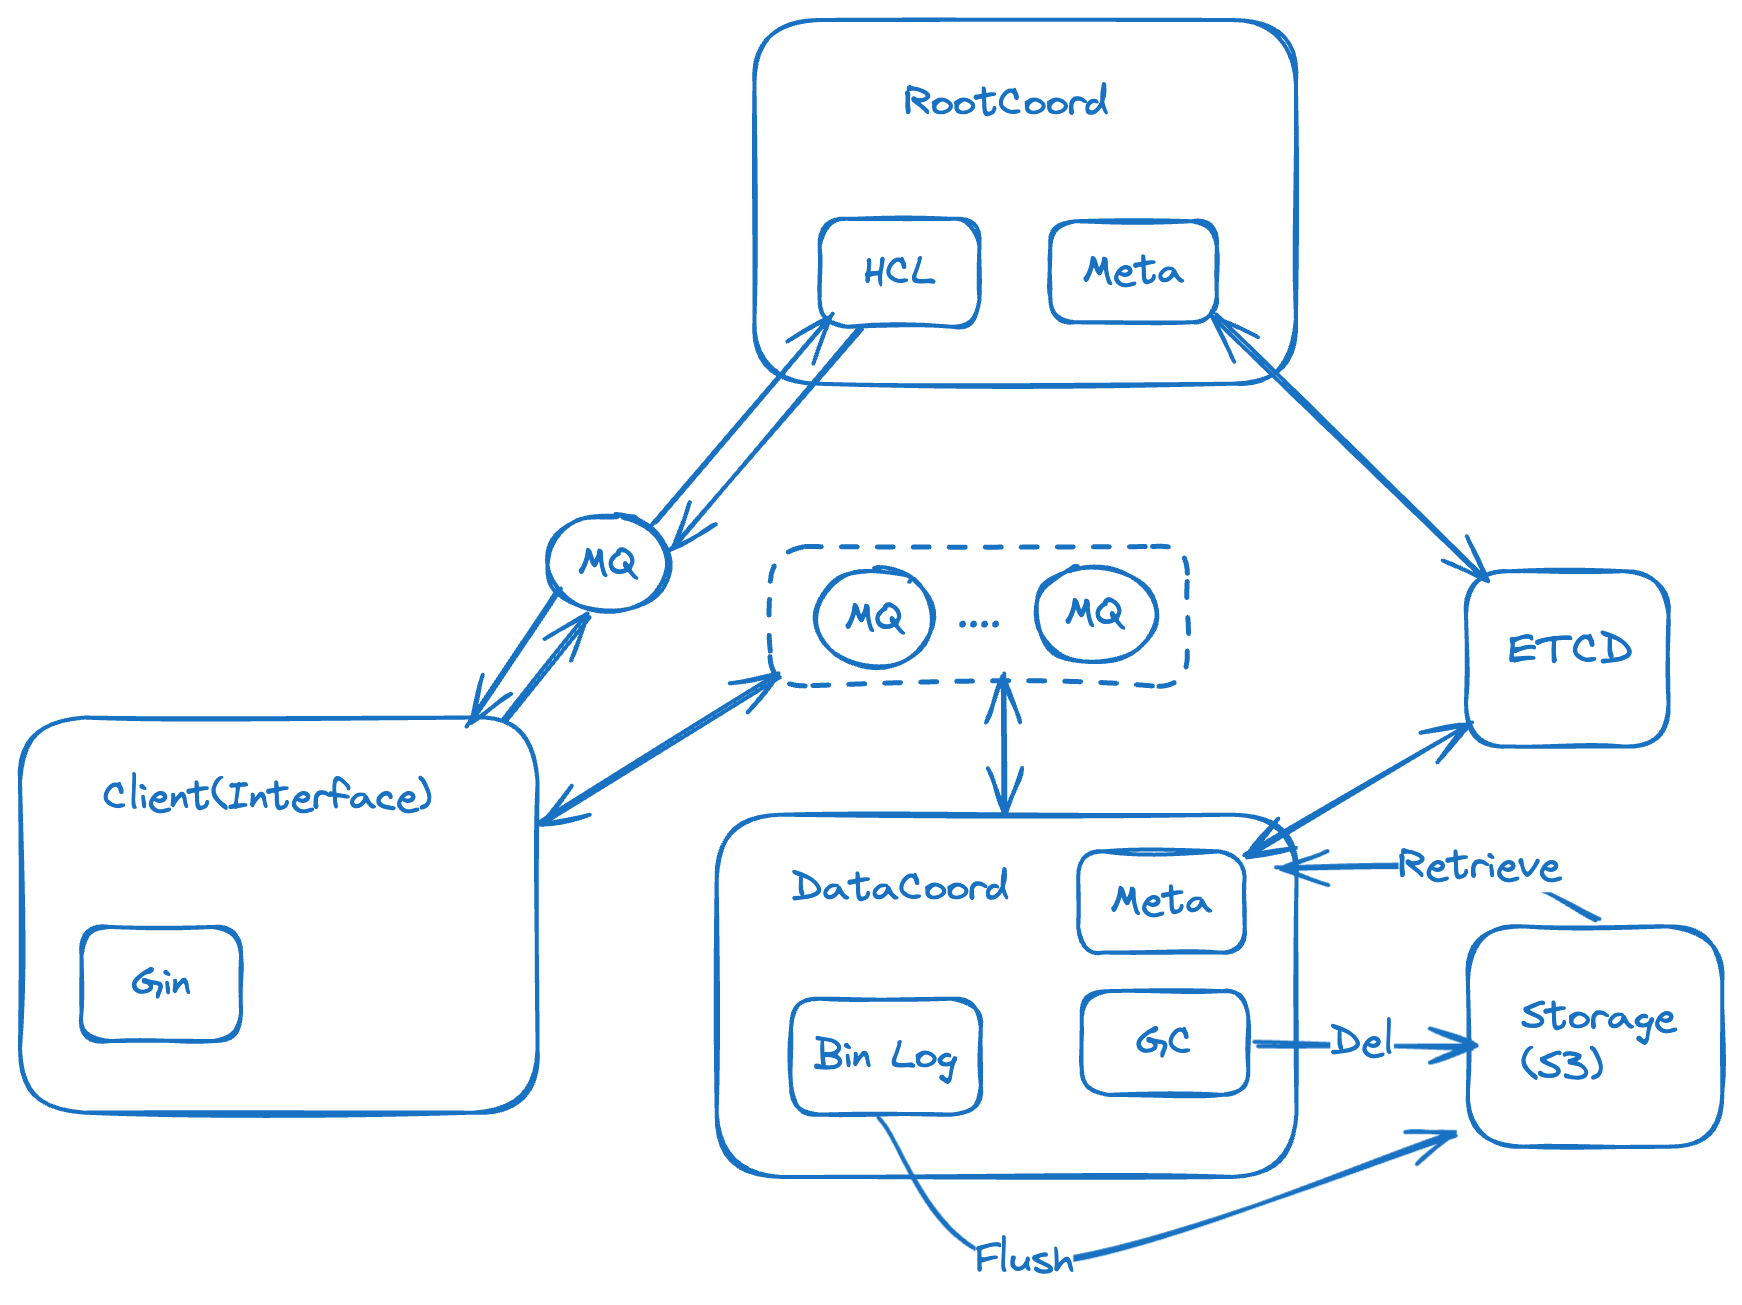 RootCoord
HCL
Meta
MQ
MQ
....
MQ
ETCD
Client(Interface)
Gin
DataCoord
Meta
Retrieve
Bin Log
GC
Del
Storage
(S3)
Flush